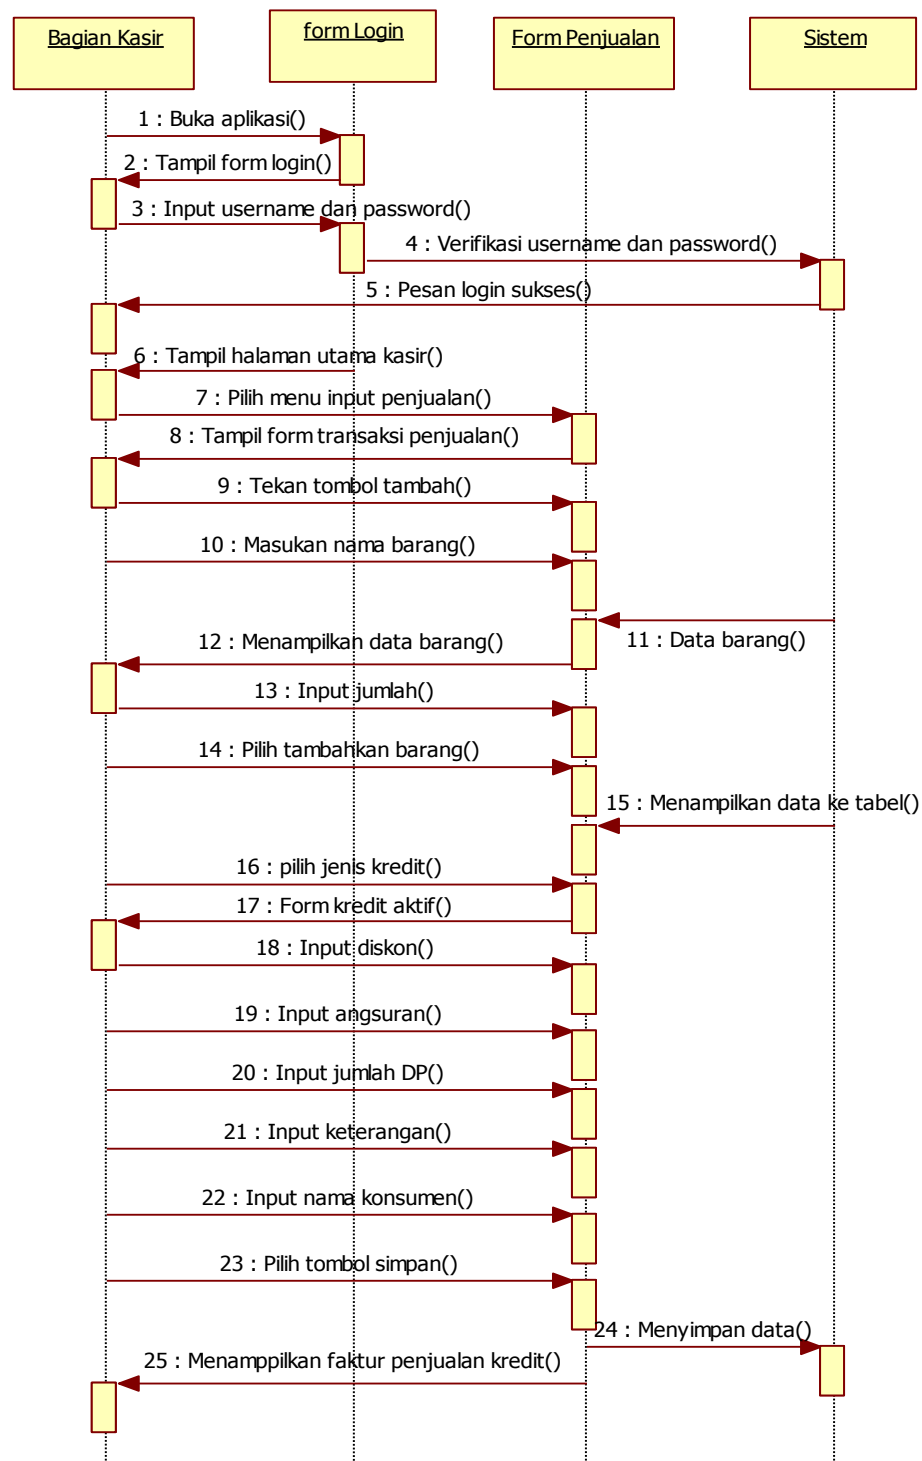 Bagian Kasir
form Login
Form Penjualan
Sistem
1 : Buka aplikasi()
2 : Tampil form login()
3 : Input username dan password()
4 : Verifikasi username dan password()
5 : Pesan login sukses()
6 : Tampil halaman utama kasir()
7 : Pilih menu input penjualan()
8 : Tampil form transaksi penjualan()
9 : Tekan tombol tambah()
10 : Masukan nama barang()
11 : Data barang()
12 : Menampilkan data barang()
13 : Input jumlah()
14 : Pilih tambahkan barang()
15 : Menampilkan data ke tabel()
16 : pilih jenis kredit()
17 : Form kredit aktif()
18 : Input diskon()
19 : Input angsuran()
20 : Input jumlah DP()
21 : Input keterangan()
22 : Input nama konsumen()
23 : Pilih tombol simpan()
24 : Menyimpan data()
25 : Menamppilkan faktur penjualan kredit()